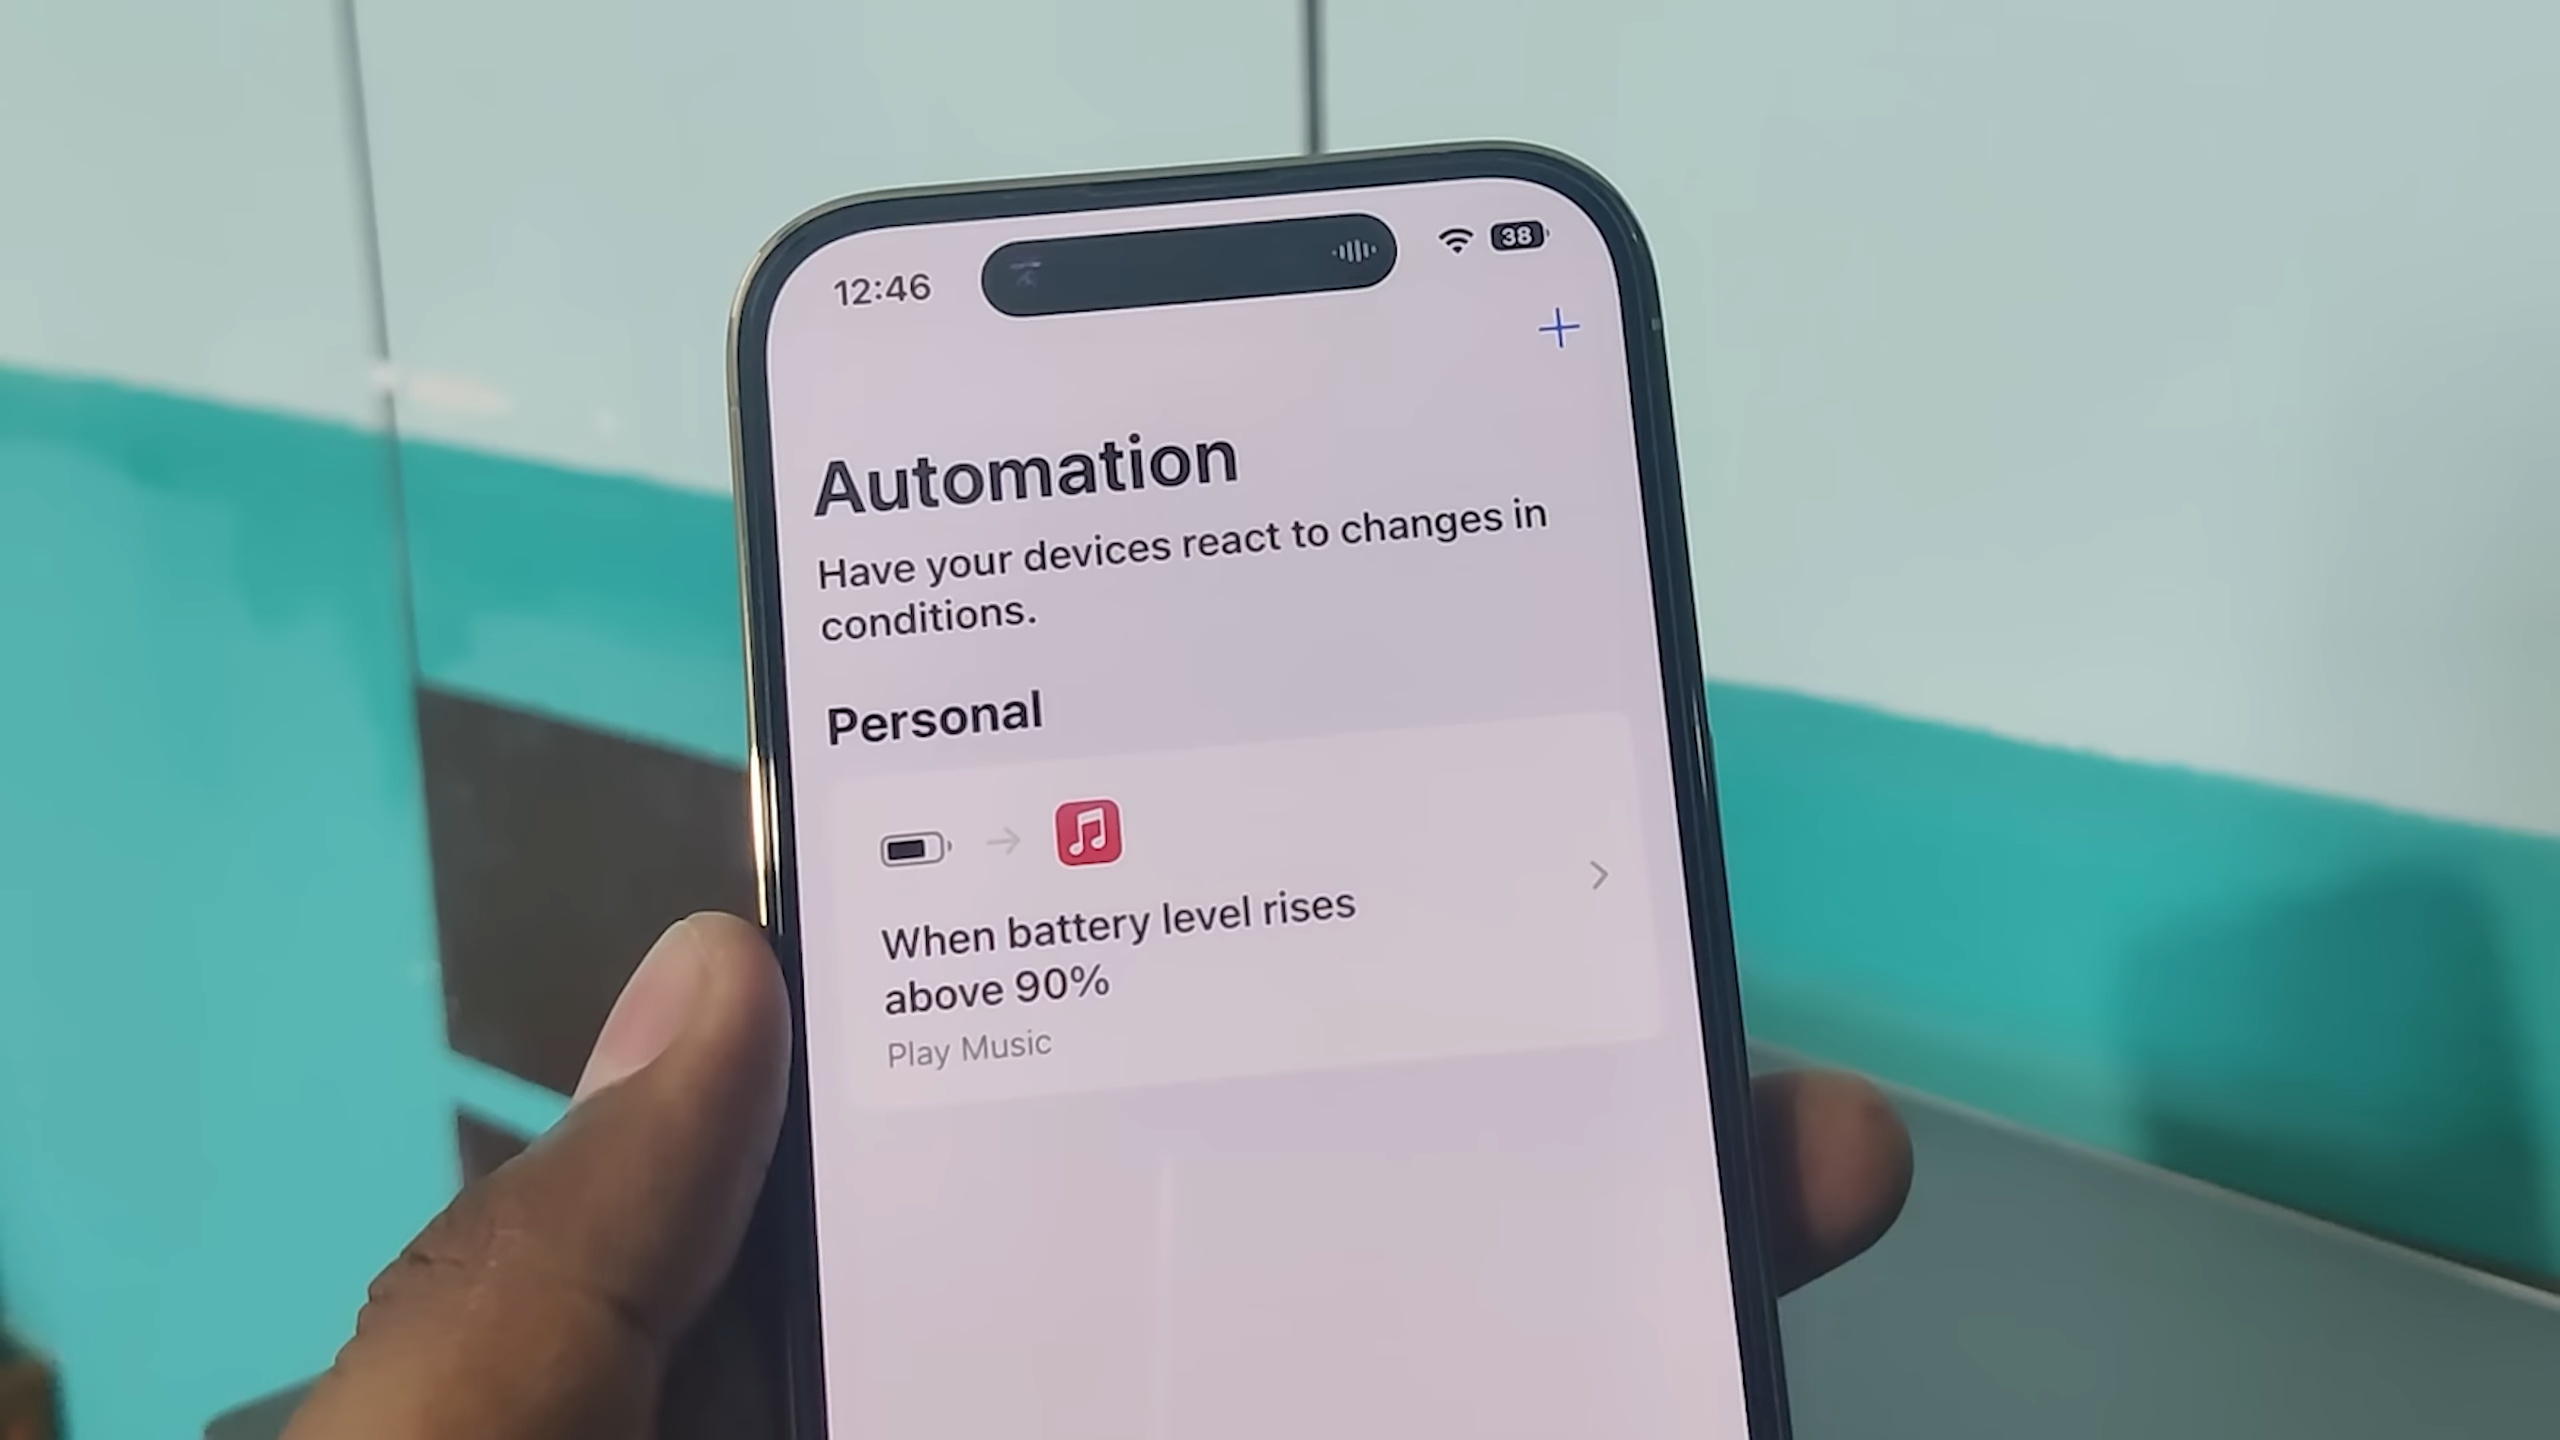 12:46
38
Automation
Have your devices react to changes in
conditions.
Personal
When battery level rises
above 90%
Play Music